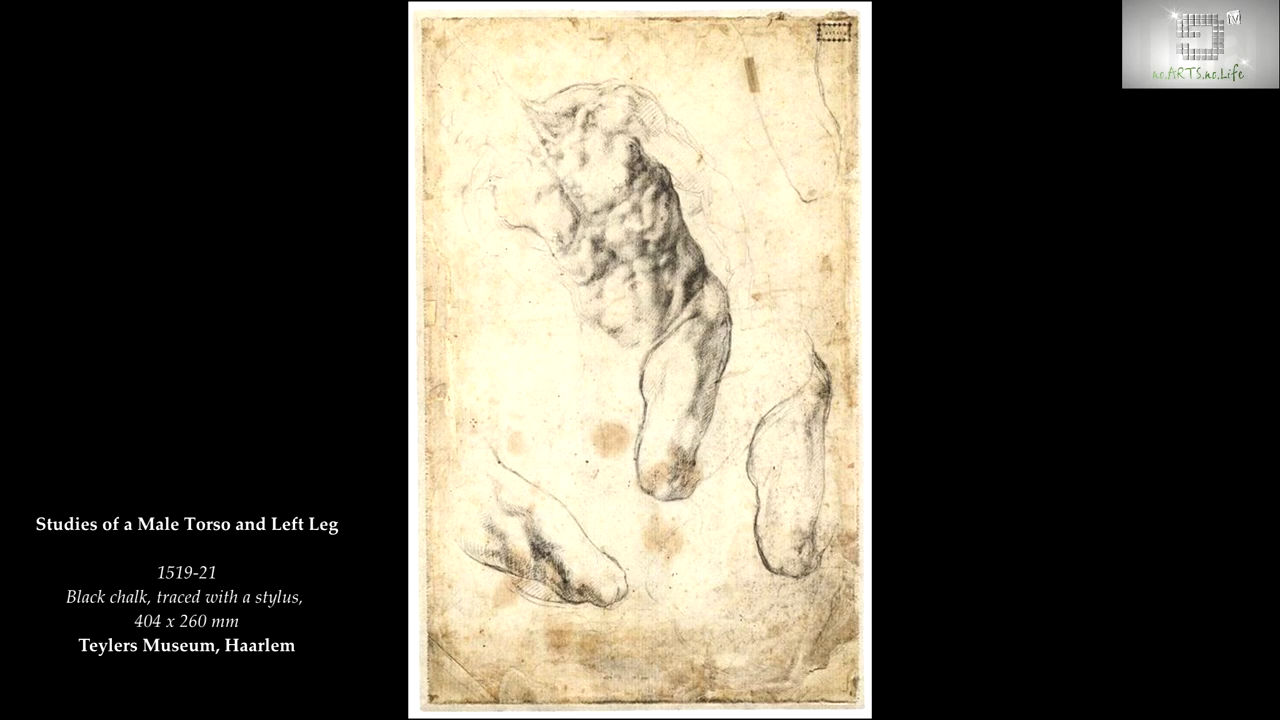 Studies of a Male Torso and Left Leg
1519-21
Black chalk, traced with a stylus,
404 x 260 mm
Teylers Museum, Haarlem
TV
no.ARTS.no.Life